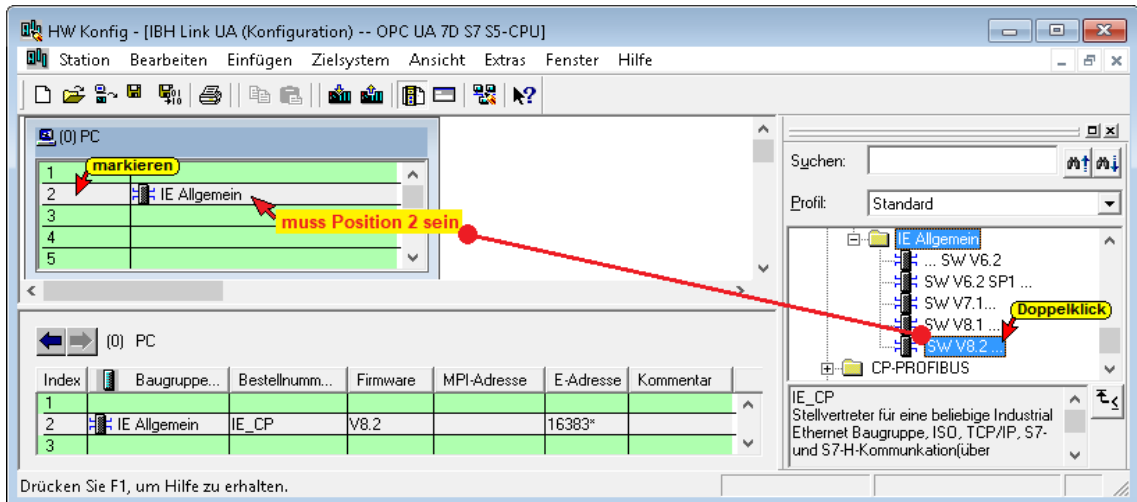 HW Konfig - [IBH Link UA (Konfiguration) -- OPC UA 7D S7 S5-CPU]
Station Bearbeiten Einfügen Zielsystem Ansicht Extras Fenster Hilfe
(0) PC
1
markieren
2 IE Allgemein
muss Position 2 sein
3
4
5
Suchen:
Profil: Standard
IE Allgemein
... SW V6.2
SW V6.2 SP1 ...
SW V7.1...
Doppelklick
SW V8.1 ...
SW V8.2 ...
CP-PROFIBUS
IE_CP
Stellvertreter für eine beliebige Industrial
Ethernet Baugruppe, ISO, TCP/IP, S7-
und S7-H-Kommunkation(über
(0) PC
Index Baugruppe... Bestellnumm... Firmware MPI-Adresse E-Adresse Kommentar
1
2 IE Allgemein IE_CP V8.2 16383*
3
Drücken Sie F1, um Hilfe zu erhalten.